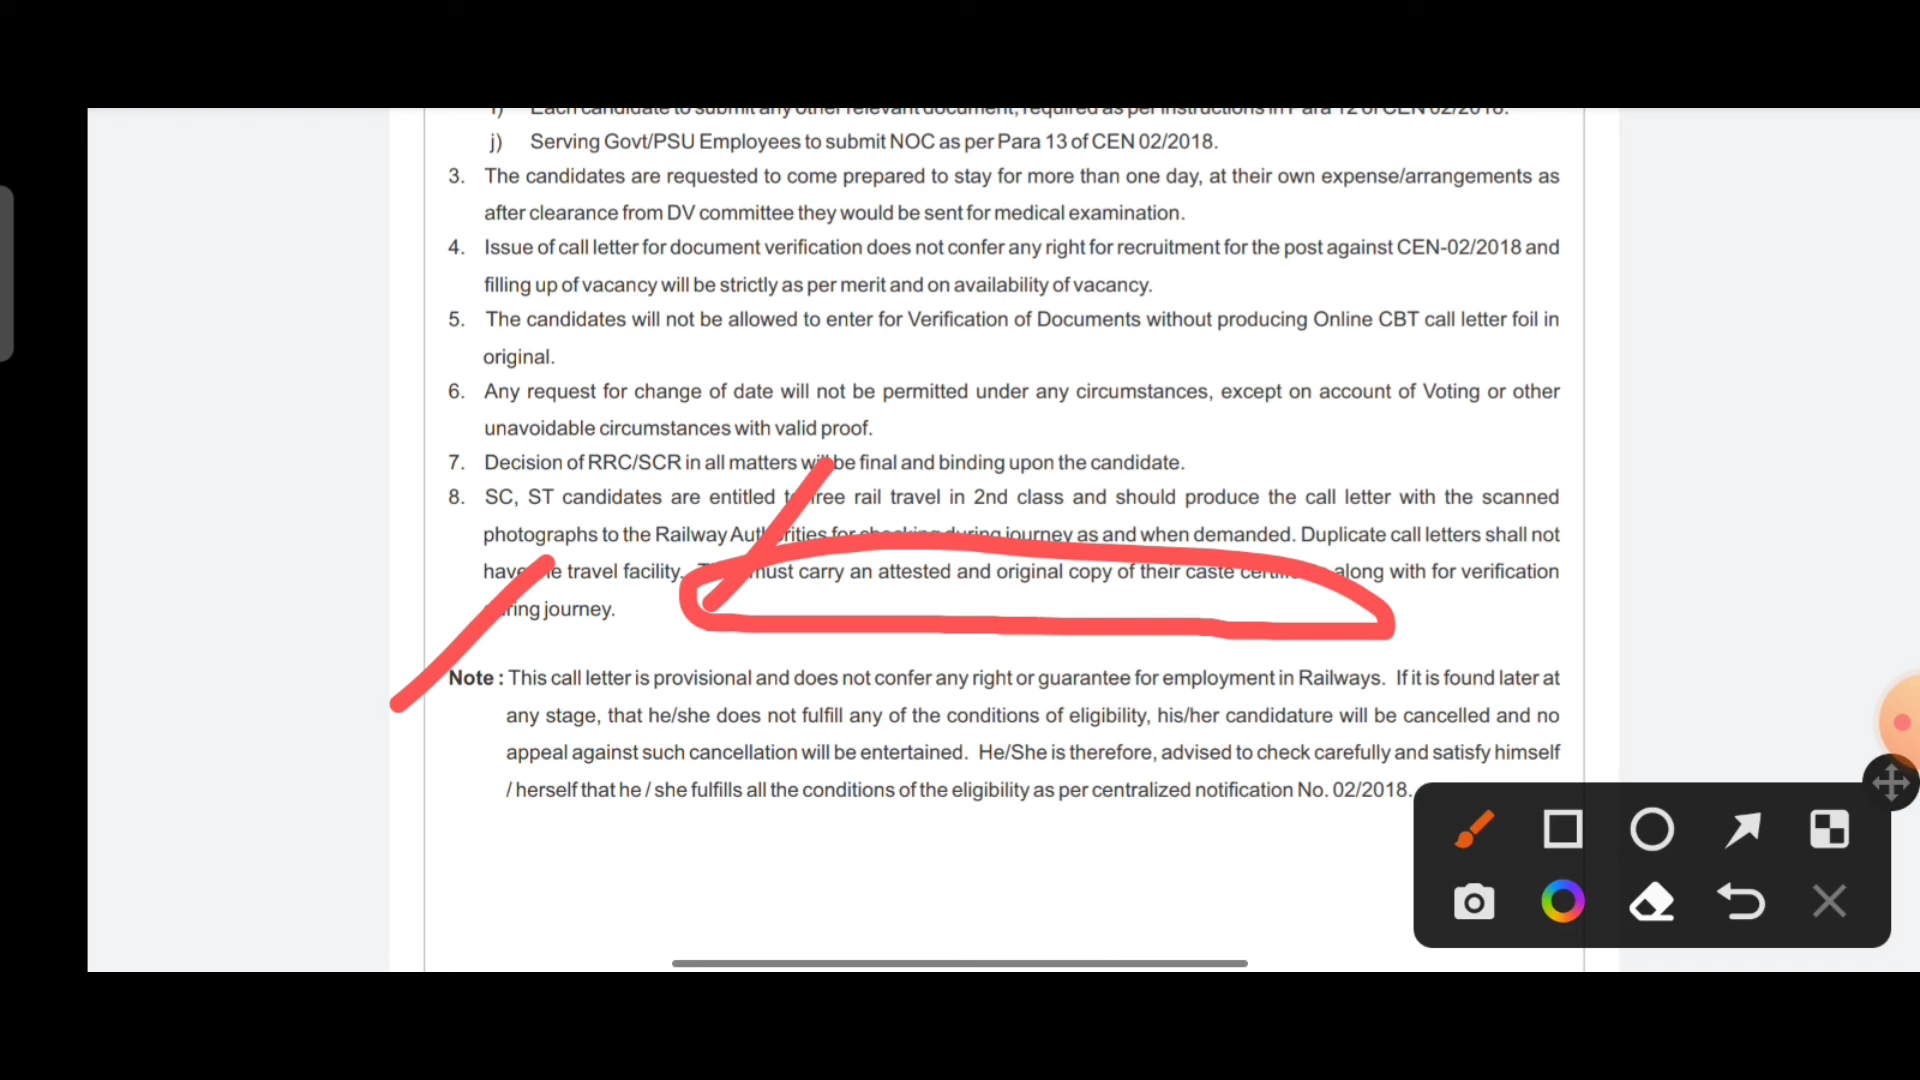 j) Serving Govt/PSU Employees to submit NOC as per Para 13 of CEN 02/2018.
3. The candidates are requested to come prepared to stay for more than one day, at their own expense/arrangements as
after clearance from DV committee they would be sent for medical examination.
4. Issue of call letter for document verification does not confer any right for recruitment for the post against CEN-02/2018 and
filling up of vacancy will be strictly as per merit and on availability of vacancy.
5. The candidates will not be allowed to enter for Verification of Documents without producing Online CBT call letter foil in
original.
6. Any request for change of date will not be permitted under any circumstances, except on account of Voting or other
unavoidable circumstances with valid proof.
7. Decision of RRC/SCR in all matters will be final and binding upon the candidate.
8. SC, ST candidates are entitled to free rail travel in 2nd class and should produce the call letter with the scanned
photographs to the Railway Authorities for checking during journey as and when demanded. Duplicate call letters shall not
have travel facility. must carry an attested and original copy of their caste along with for verification
during journey.
Note : This call letter is provisional and does not confer any right or guarantee for employment in Railways. If it is found later at
any stage, that he/she does not fulfill any of the conditions of eligibility, his/her candidature will be cancelled and no
appeal against such cancellation will be entertained. He/She is therefore, advised to check carefully and satisfy himself
/ herself that he / she fulfills all the conditions of the eligibility as per centralized notification No. 02/2018.